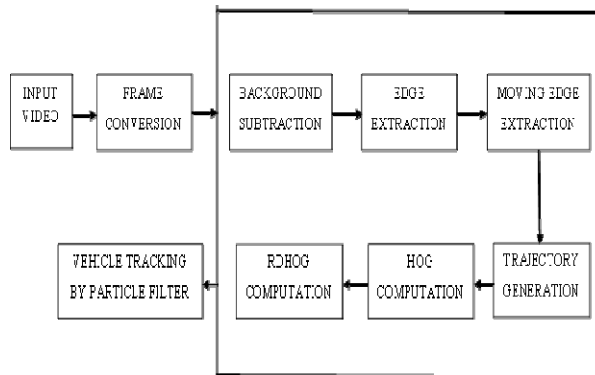 INPUT
VIDEO
FRAME
CONVERSION
BACKGROUND
SUBTRACTION
EDGE
EXTRACTION
MOVING EDGE
EXTRACTION
TRAJECTORY
GENERATION
HOG
COMPUTATION
RDHOG
COMPUTATION
VEHICLE TRACKING
BY PARTICLE FILTER